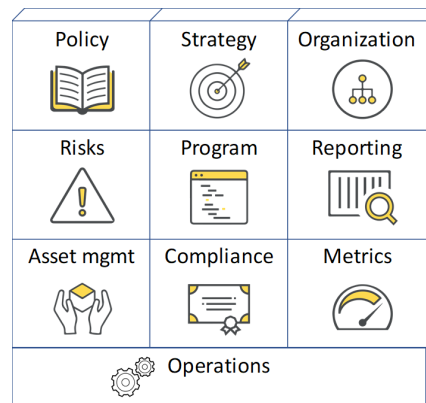 Policy
Strategy
Organization
Risks
Program
Reporting
Asset mgmt
Compliance
Metrics
Operations